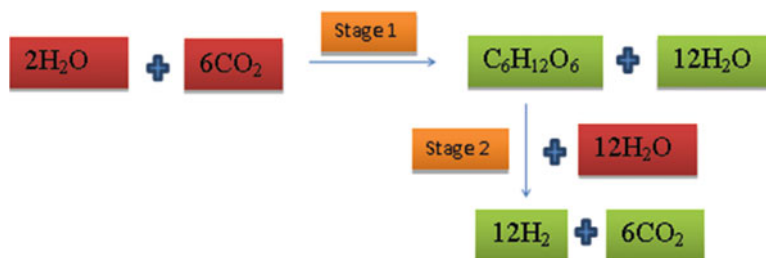 2H₂O + 6CO₂ Stage 1 C₆H₁₂O₆ + 12H₂O
Stage 2 + 12H₂O
12H₂ + 6CO₂